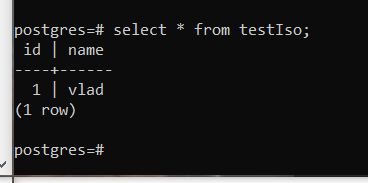 postgres=# select * from testIso;
 id | name
----+------
  1 | vlad
(1 row)
postgres=#